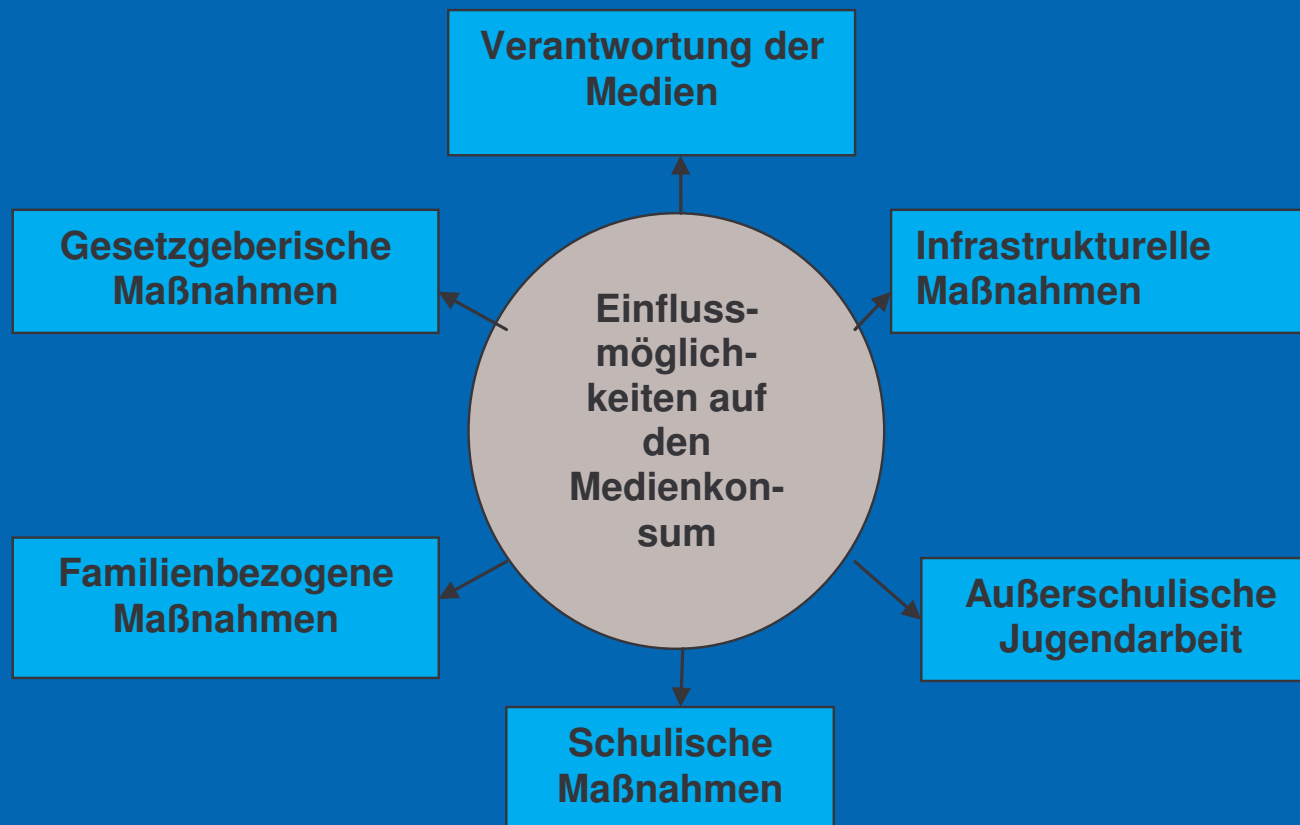 Verantwortung der
Medien
Gesetzgeberische
Maßnahmen
Infrastrukturelle
Maßnahmen
Einfluss-
möglich-
keiten auf
den
Medienkon-
sum
Familienbezogene
Maßnahmen
Außerschulische
Jugendarbeit
Schulische
Maßnahmen